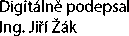 Digitálně podepsal
Ing. Jiří Žák